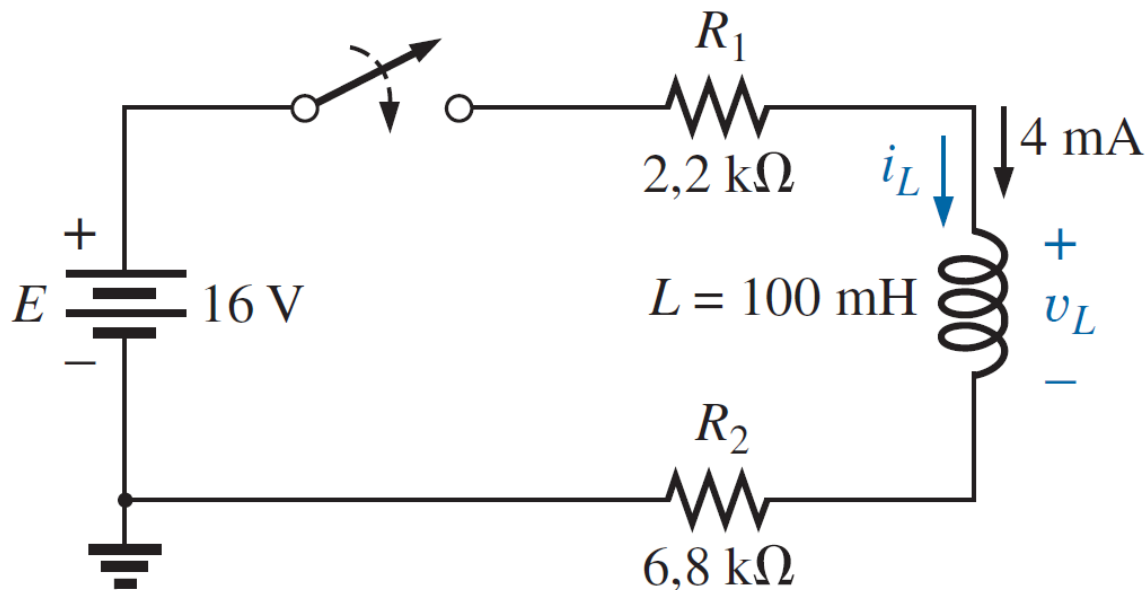 R1
2,2 kΩ
4 mA
iL
+
E
16 V
−
L = 100 mH
+
vL
−
R2
6,8 kΩ